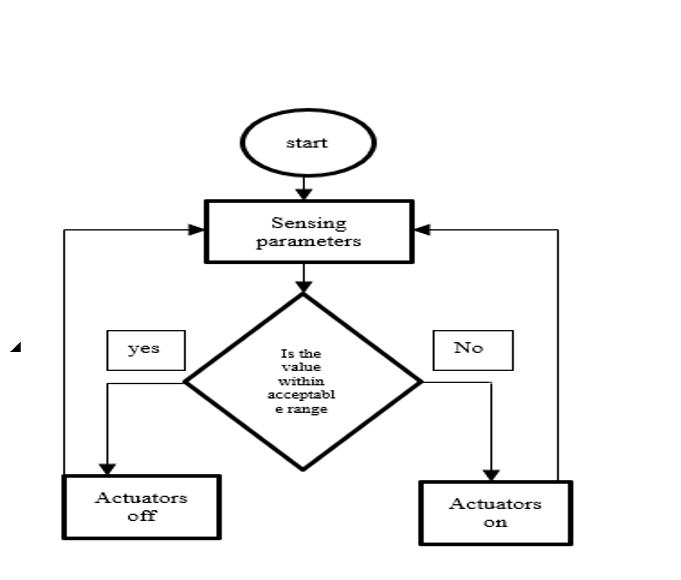 start
Sensing
parameters
yes
No
Is the
value
within
acceptabl
e range
Actuators
off
Actuators
on